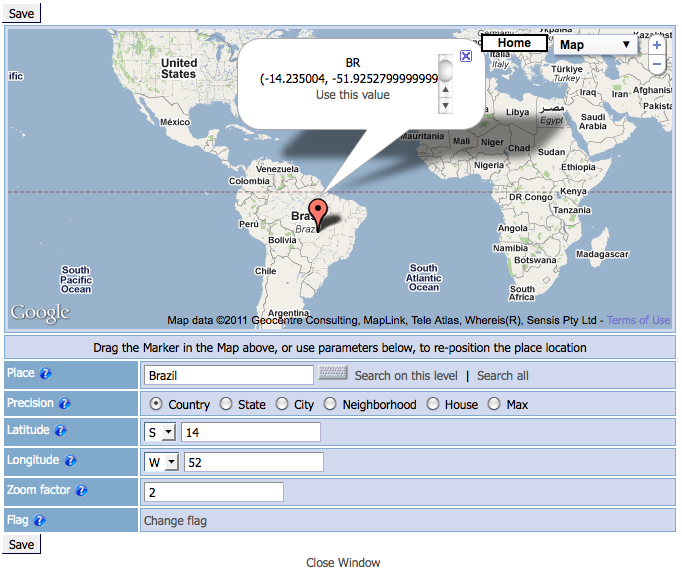 Save
BR
(-14.235004, -51.9252799999999
Use this value
Home
Map
+
−
ific
United
States
México
Venezuela
Colombia
Perú
Brasil
Brazil
Bolivia
Chile
Argentina
South
Pacific
Ocean
South
Atlantic
Ocean
Україна
Türkiye
Turkey
Italy
Iraq
Iran
Afghanistan
Libya
مصر
Egypt
Saudi
Arabia
Mauritania
Mali
Niger
Chad
Sudan
Nigeria
Ethiopia
DR Congo
Kenya
Tanzania
Angola
Namibia
Botswana
Madagascar
South
Africa
Google
Map data ©2011 Geocentre Consulting, MapLink, Tele Atlas, Whereis(R), Sensis Pty Ltd - Terms of Use
Drag the Marker in the Map above, or use parameters below, to re-position the place location
Place ? Brazil Search on this level | Search all
Precision ? Country State City Neighborhood House Max
Latitude ? S 14
Longitude ? W 52
Zoom factor ? 2
Flag ? Change flag
Save
Close Window